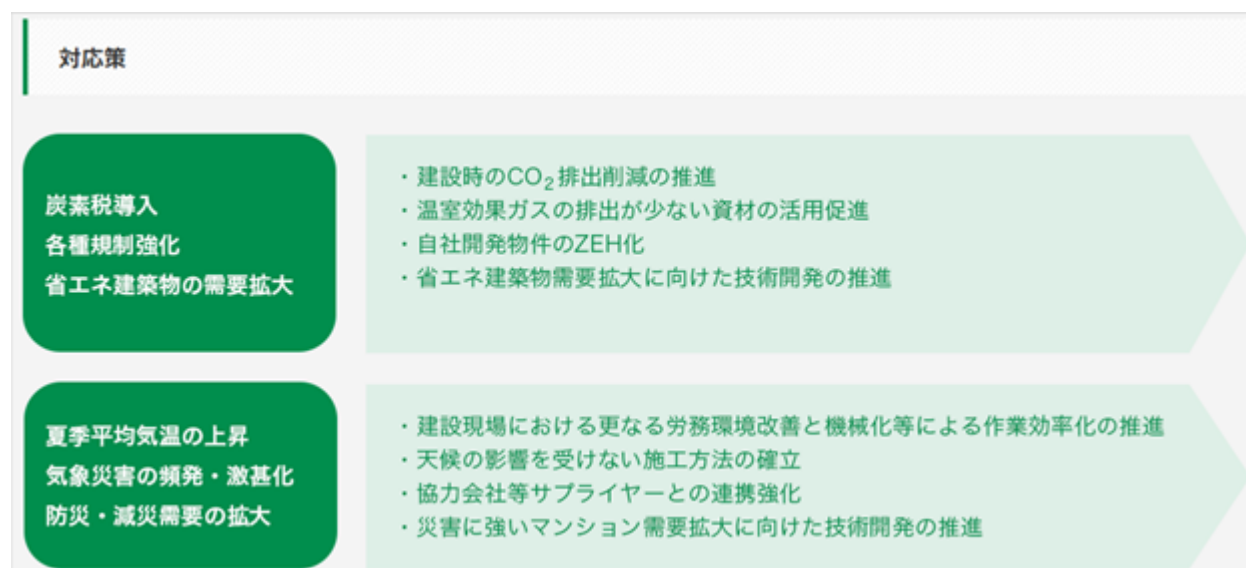 対応策
炭素税導入
各種規制強化
省エネ建築物の需要拡大
・建設時のCO₂排出削減の推進
・温室効果ガスの排出が少ない資材の活用促進
・自社開発物件のZEH化
・省エネ建築物需要拡大に向けた技術開発の推進
夏季平均気温の上昇
気象災害の頻発・激甚化
防災・減災需要の拡大
・建設現場における更なる労務環境改善と機械化等による作業効率化の推進
・天候の影響を受けない施工方法の確立
・協力会社等サプライヤーとの連携強化
・災害に強いマンション需要拡大に向けた技術開発の推進